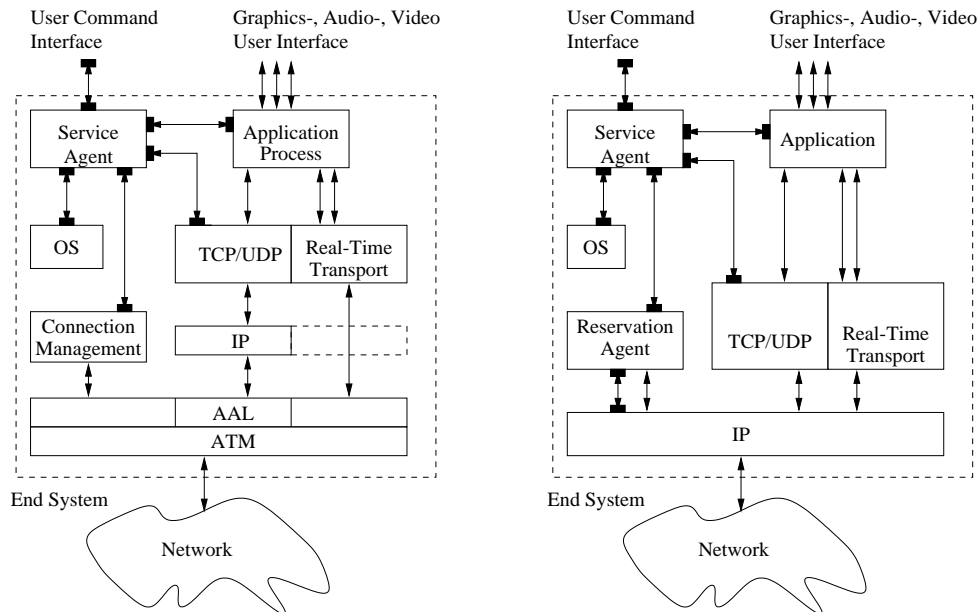 User Command
Interface
Graphics-, Audio-, Video
User Interface
Service
Agent
Application
Process
OS
TCP/UDP
Real-Time
Transport
Connection
Management
IP
AAL
ATM
End System
Network
User Command
Interface
Graphics-, Audio-, Video
User Interface
Service
Agent
Application
OS
Reservation
Agent
TCP/UDP
Real-Time
Transport
IP
End System
Network